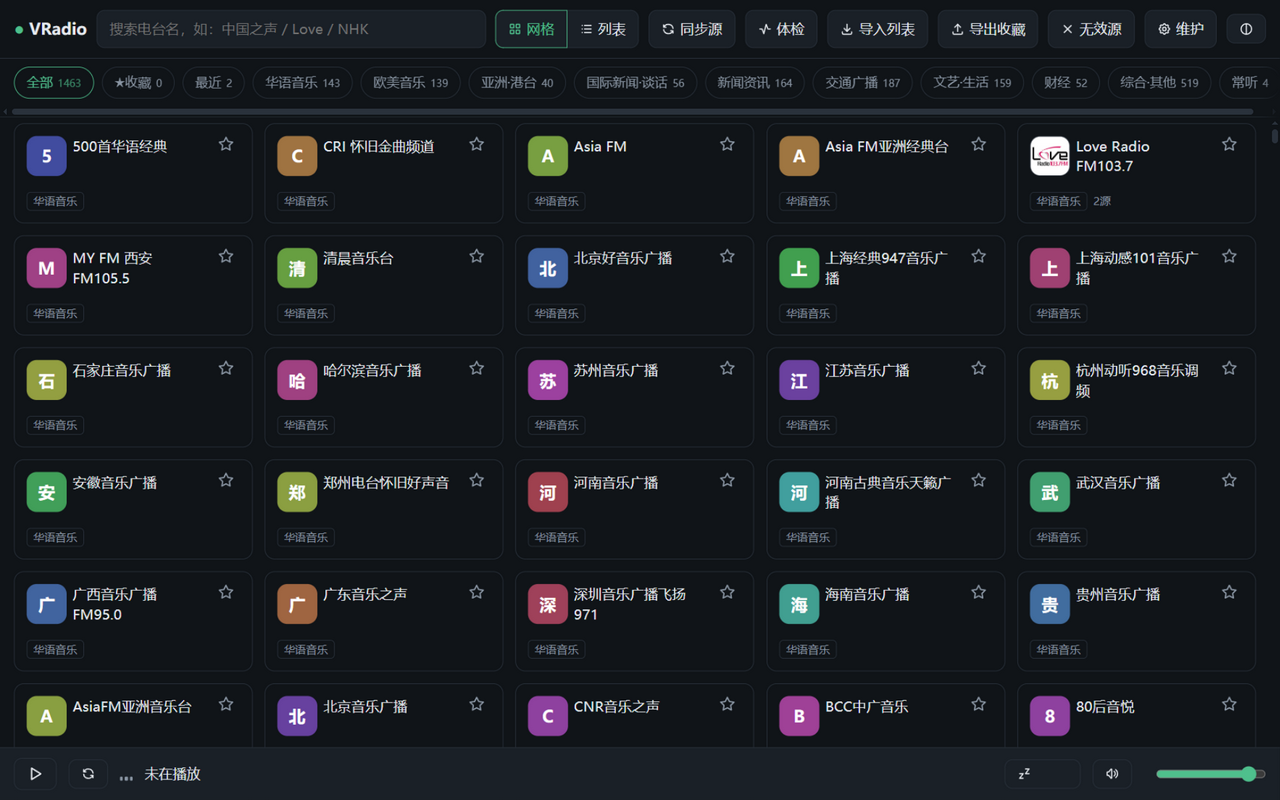 VRadio
搜索电台名，如：中国之声 / Love / NHK
网格
列表
同步源
体检
导入列表
导出收藏
无效源
维护
全部 1463
★收藏 0
最近 2
华语音乐 143
欧美音乐 139
亚洲·港台 40
国际新闻·谈话 56
新闻资讯 164
交通广播 187
文艺·生活 159
财经 52
综合·其他 519
常听 4
5
500首华语经典
华语音乐
C
CRI 怀旧金曲频道
华语音乐
A
Asia FM
华语音乐
A
Asia FM亚洲经典台
华语音乐
Love Radio
FM103.7
华语音乐
2源
M
MY FM 西安
FM105.5
华语音乐
清
清晨音乐台
华语音乐
北
北京好音乐广播
华语音乐
上
上海经典947音乐广
播
华语音乐
上
上海动感101音乐广
播
华语音乐
石
石家庄音乐广播
华语音乐
哈
哈尔滨音乐广播
华语音乐
苏
苏州音乐广播
华语音乐
江
江苏音乐广播
华语音乐
杭
杭州动听968音乐调
频
华语音乐
安
安徽音乐广播
华语音乐
郑
郑州电台怀旧好声音
华语音乐
河
河南音乐广播
华语音乐
河
河南古典音乐天籁广
播
华语音乐
武
武汉音乐广播
华语音乐
广
广西音乐广播
FM95.0
华语音乐
广
广东音乐之声
华语音乐
深
深圳音乐广播飞扬
971
华语音乐
海
海南音乐广播
华语音乐
贵
贵州音乐广播
华语音乐
A
AsiaFM亚洲音乐台
北
北京音乐广播
C
CNR音乐之声
B
BCC中广音乐
8
80后音悦
未在播放
zz